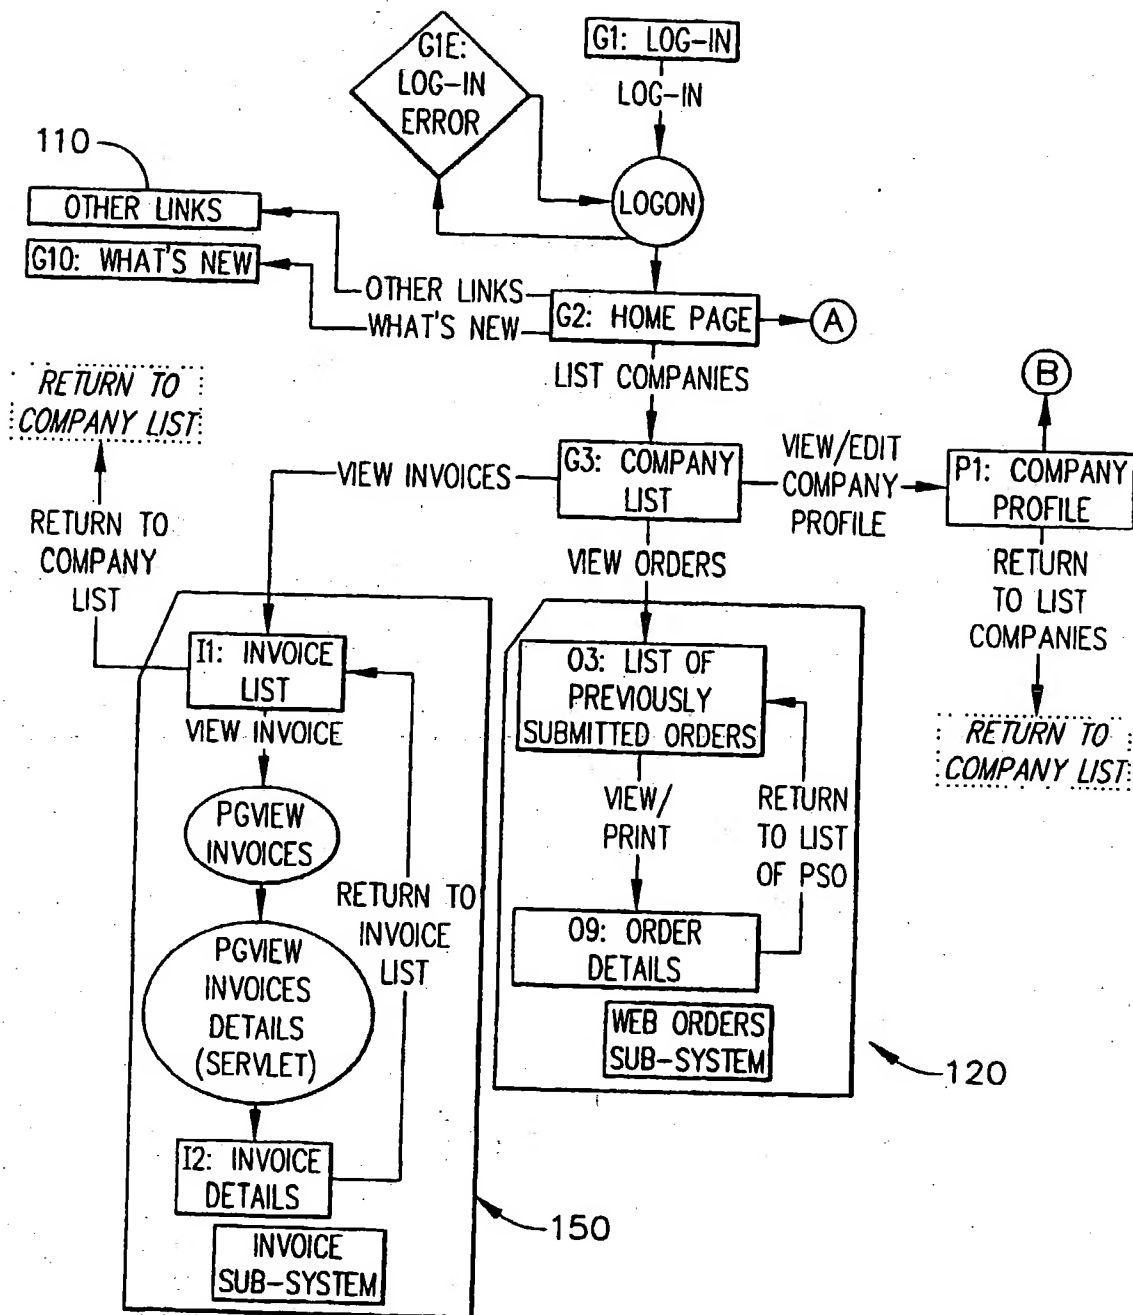 G1E:
LOG-IN
ERROR
G1: LOG-IN
LOG-IN
LOGON
110
OTHER LINKS
G10: WHAT'S NEW
OTHER LINKS
WHAT'S NEW
G2: HOME PAGE
A
LIST COMPANIES
RETURN TO
COMPANY LIST
B
VIEW INVOICES
G3: COMPANY
LIST
VIEW/EDIT
COMPANY
PROFILE
P1: COMPANY
PROFILE
RETURN TO
COMPANY
LIST
VIEW ORDERS
RETURN
TO LIST
COMPANIES
I1: INVOICE
LIST
VIEW INVOICE
O3: LIST OF
PREVIOUSLY
SUBMITTED ORDERS
RETURN TO
COMPANY LIST
PGVIEW
INVOICES
VIEW/
PRINT
RETURN
TO LIST
OF PSO
RETURN TO
INVOICE
LIST
PGVIEW
INVOICES
DETAILS
(SERVLET)
O9: ORDER
DETAILS
WEB ORDERS
SUB-SYSTEM
120
I2: INVOICE
DETAILS
150
INVOICE
SUB-SYSTEM